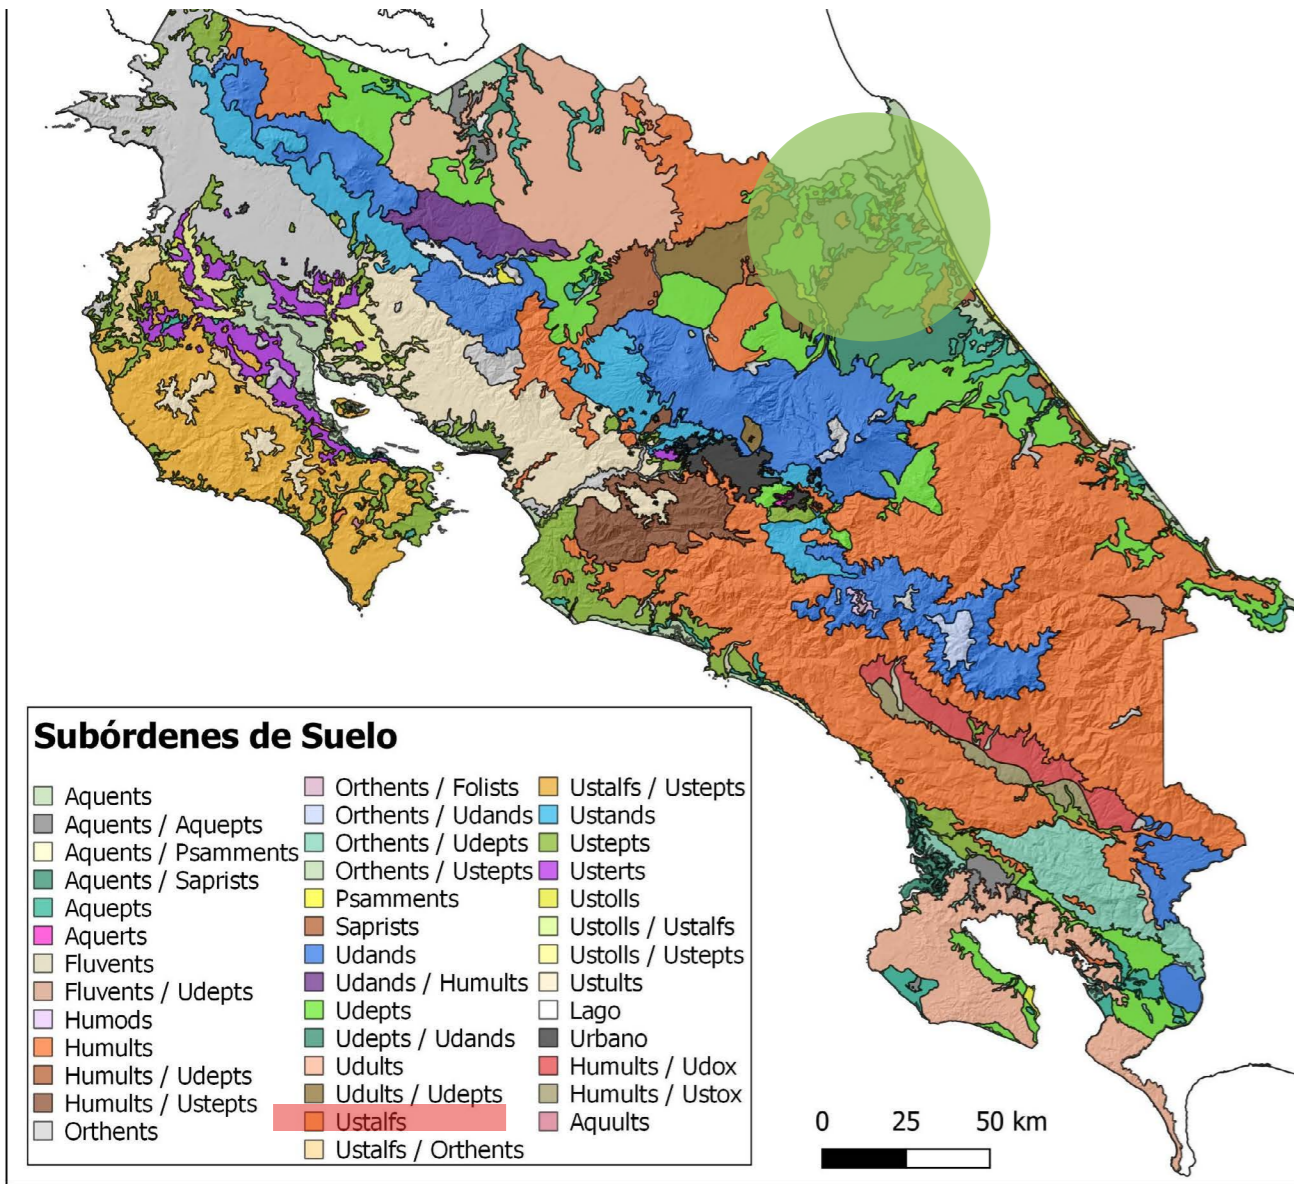 Subórdenes de Suelo
Aquents
Aquents / Aquepts
Aquents / Psamments
Aquents / Saprists
Aquepts
Aquerts
Fluvents
Fluvents / Udepts
Humods
Humults
Humults / Udepts
Humults / Ustepts
Orthents
Orthents / Folists
Orthents / Udands
Orthents / Udepts
Orthents / Ustepts
Psamments
Saprists
Udands
Udands / Humults
Udepts
Udepts / Udands
Udults
Udults / Udepts
Ustalfs
Ustalfs / Orthents
Ustalfs / Ustepts
Ustands
Ustepts
Usterts
Ustolls
Ustolls / Ustalfs
Ustolls / Ustepts
Ustults
Lago
Urbano
Humults / Udox
Humults / Ustox
Aquults
0 25 50 km